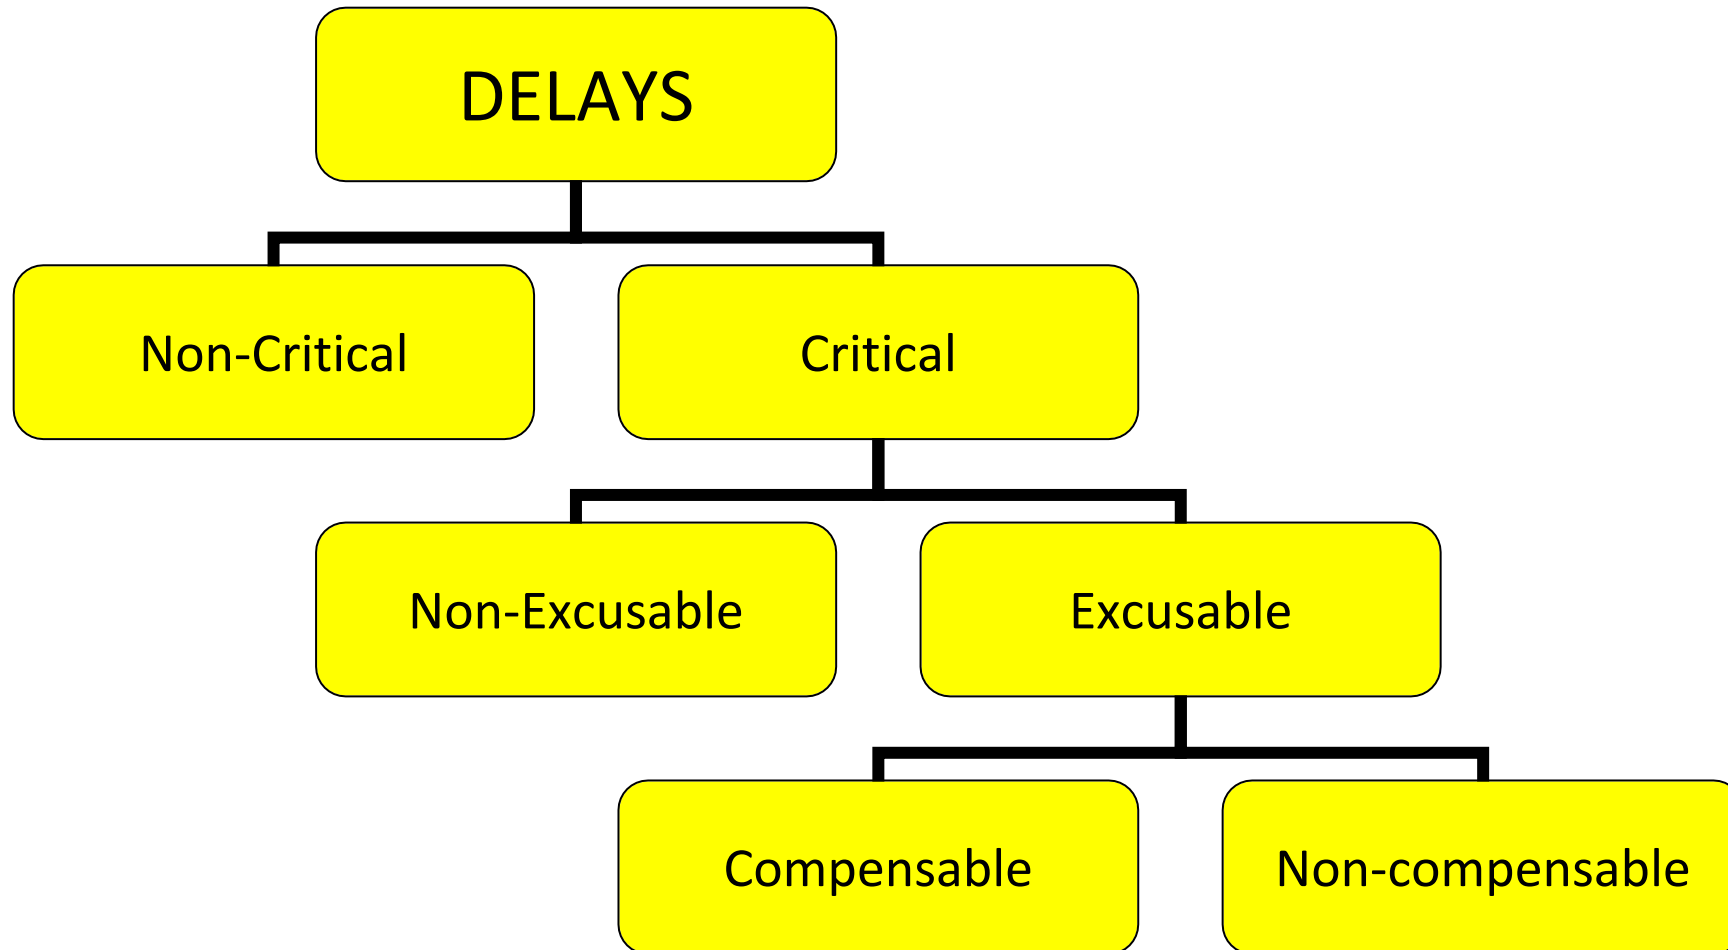 DELAYS
Non-Critical
Critical
Non-Excusable
Excusable
Compensable
Non-compensable